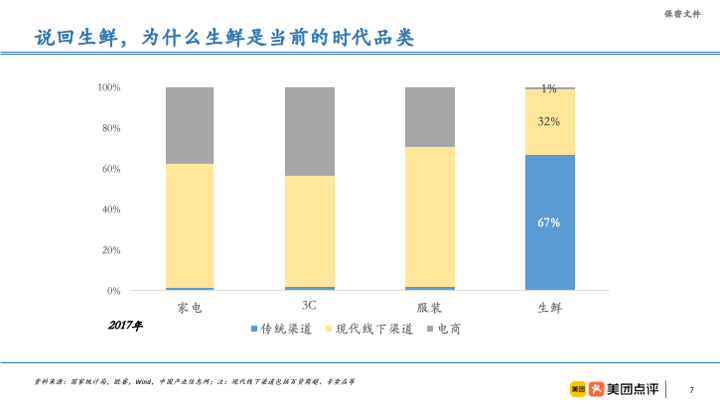 保密文件
说回生鲜，为什么生鲜是当前的时代品类
100%
80%
60%
40%
20%
0%
1%
32%
67%
家电
3C
服装
生鲜
2017年
传统渠道 现代线下渠道 电商
资料来源：国家统计局，欧睿，Wind，中国产业信息网；注：现代线下渠道包括百货商超、专卖店等
美团 美团点评
7